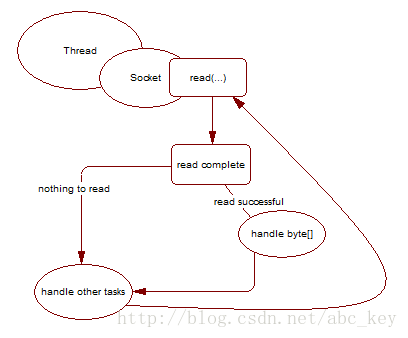 Thread
Socket
read(...)
read complete
nothing to read
read successful
handle byte[]
handle other tasks
http://blog.csdn.net/abc_key